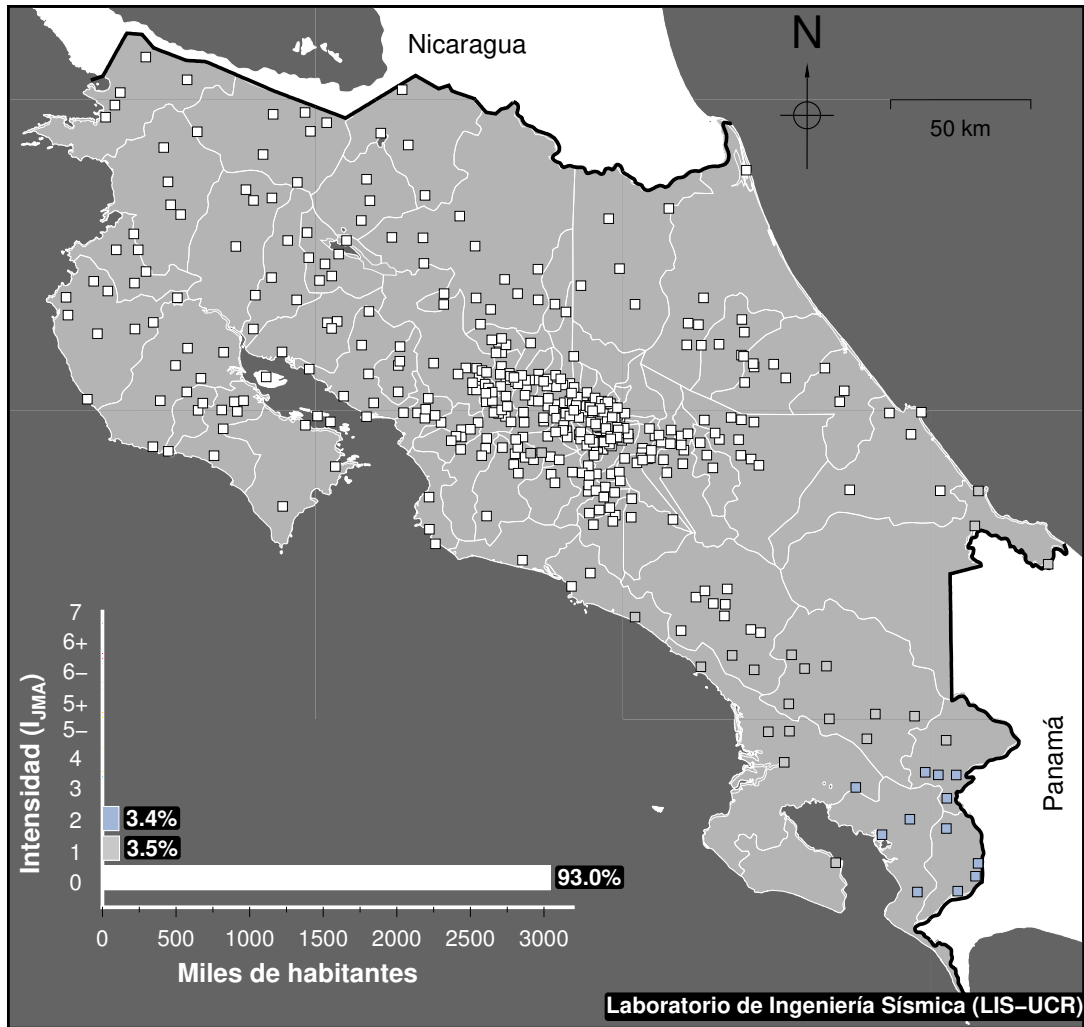 Nicaragua
N
50 km
Panamá
Intensidad (IJMA)
7
6+
6−
5+
5−
4
3
2
1
0
3.4%
3.5%
93.0%
0 500 1000 1500 2000 2500 3000
Miles de habitantes
Laboratorio de Ingeniería Sísmica (LIS−UCR)